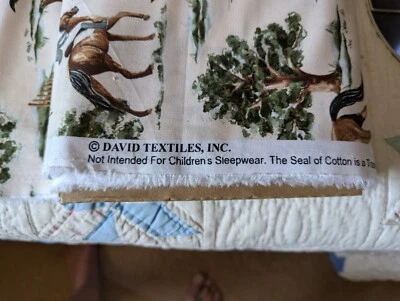 © DAVID TEXTILES, INC.
Not Intended For Children's Sleepwear. The Seal of Cotton is a